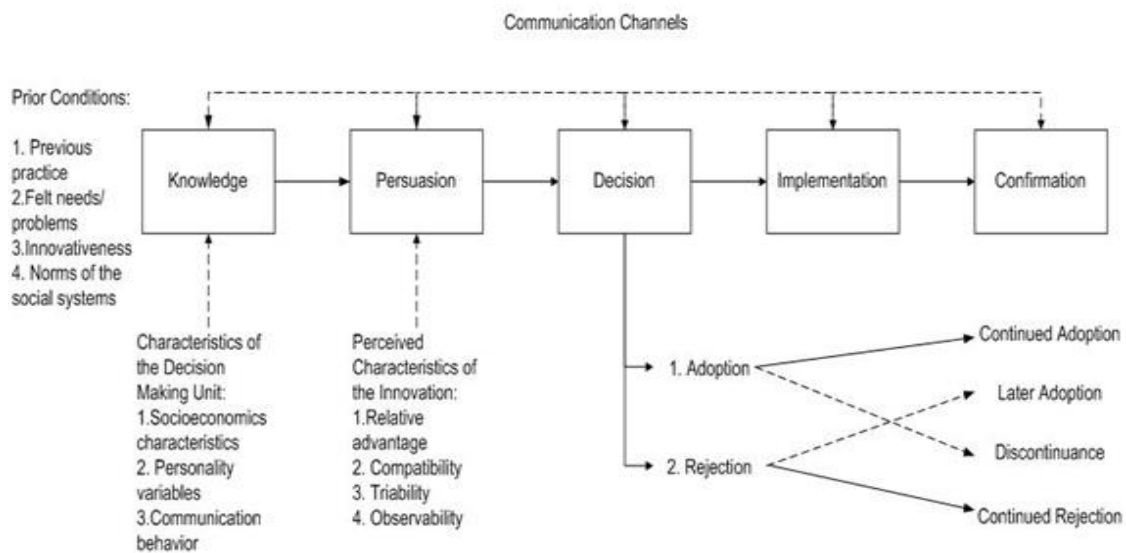 Communication Channels
Prior Conditions:
1. Previous
practice
2.Felt needs/
problems
3.Innovativeness
4. Norms of the
social systems
Knowledge
Persuasion
Decision
Implementation
Confirmation
Characteristics of
the Decision
Making Unit:
1.Socioeconomics
characteristics
2. Personality
variables
3.Communication
behavior
Perceived
Characteristics of
the Innovation:
1.Relative
advantage
2. Compatibility
3. Triability
4. Observability
1. Adoption
2. Rejection
Continued Adoption
Later Adoption
Discontinuance
Continued Rejection